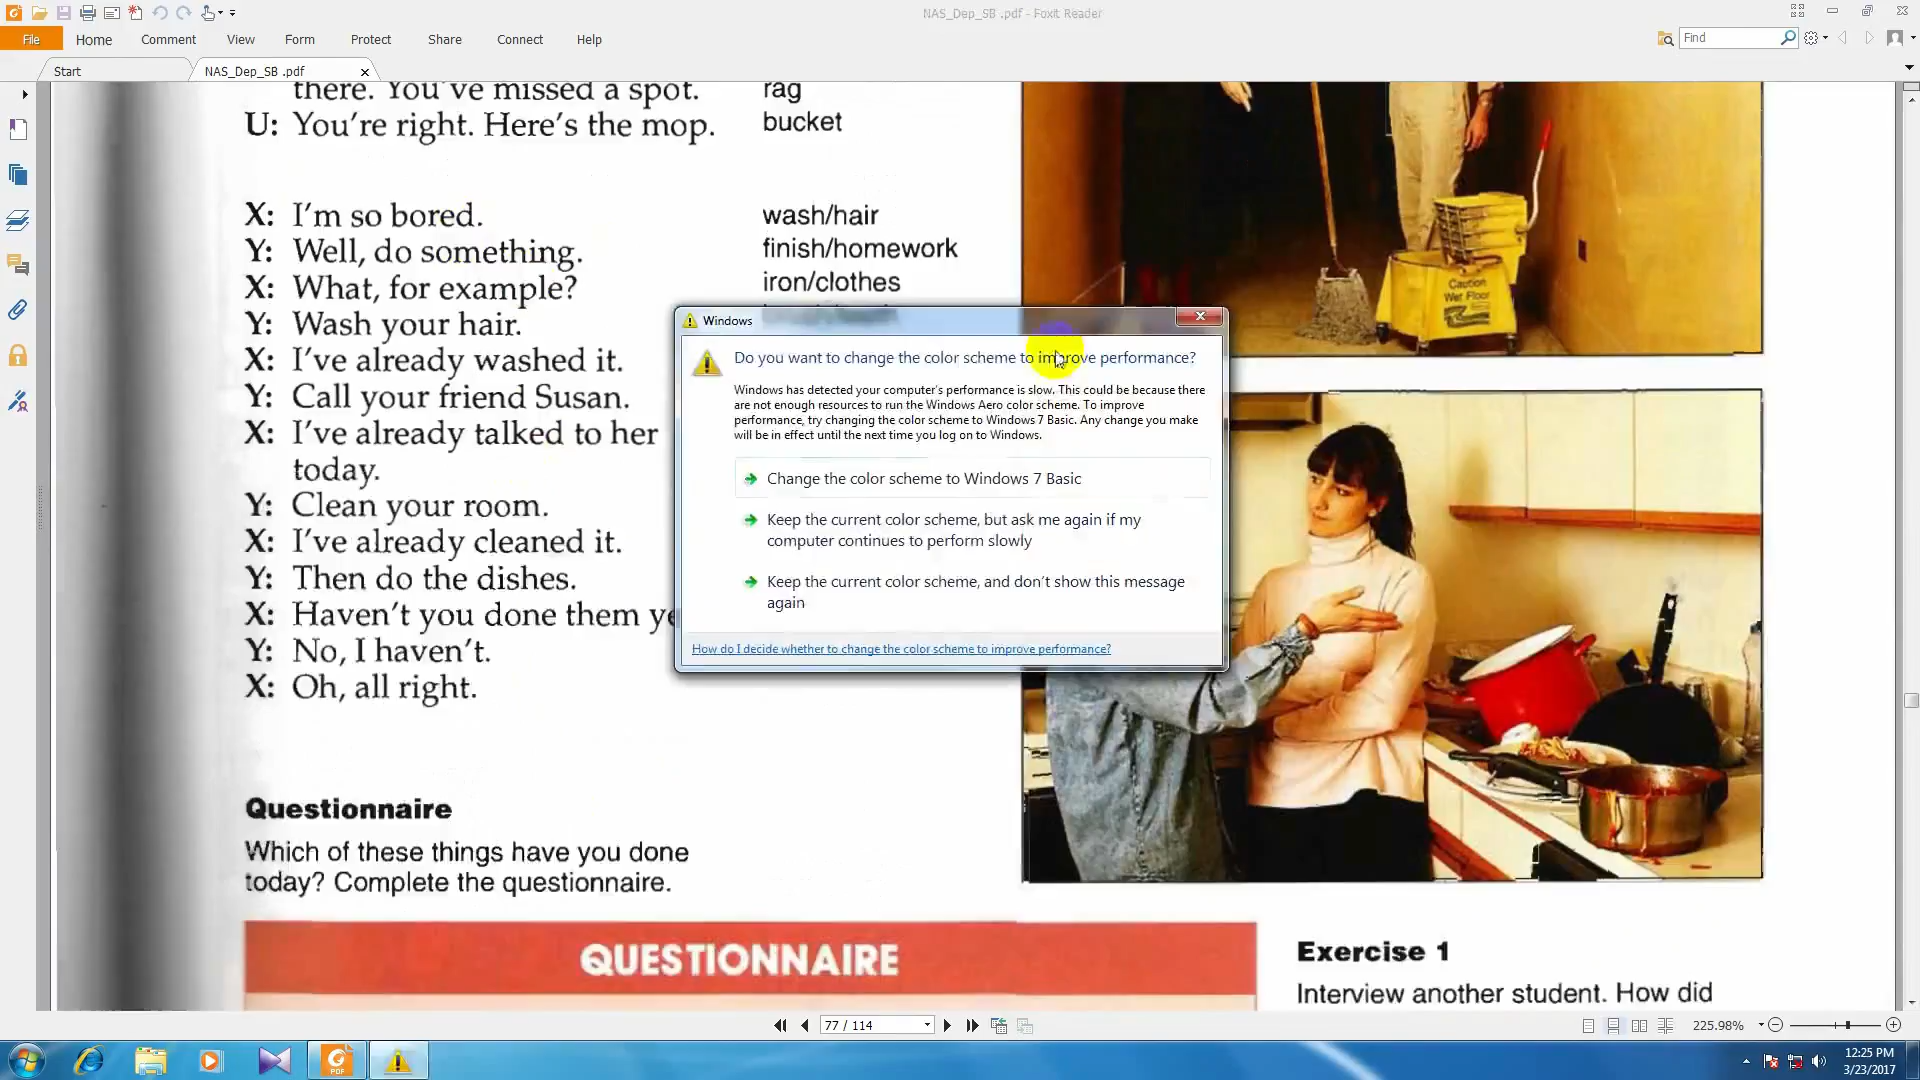 NAS_Dep_SB .pdf - Foxit Reader
File Home Comment View Form Protect Share Connect Help
Find
Start NAS_Dep_SB .pdf
there. You've missed a spot.
U: You're right. Here's the mop.
rag
bucket
X: I'm so bored.
Y: Well, do something.
X: What, for example?
Y: Wash your hair.
X: I've already washed it.
Y: Call your friend Susan.
X: I've already talked to her
today.
Y: Clean your room.
X: I've already cleaned it.
Y: Then do the dishes.
X: Haven't you done them ye
Y: No, I haven't.
X: Oh, all right.
wash/hair
finish/homework
iron/clothes
Caution
Wet Floor
Windows
Do you want to change the color scheme to improve performance?
Windows has detected your computer's performance is slow. This could be because there
are not enough resources to run the Windows Aero color scheme. To improve
performance, try changing the color scheme to Windows 7 Basic. Any change you make
will be in effect until the next time you log on to Windows.
Change the color scheme to Windows 7 Basic
Keep the current color scheme, but ask me again if my
computer continues to perform slowly
Keep the current color scheme, and don't show this message
again
How do I decide whether to change the color scheme to improve performance?
Questionnaire
Which of these things have you done
today? Complete the questionnaire.
QUESTIONNAIRE
Exercise 1
Interview another student. How did
77 / 114
225.98%
PDF
12:25 PM
3/23/2017